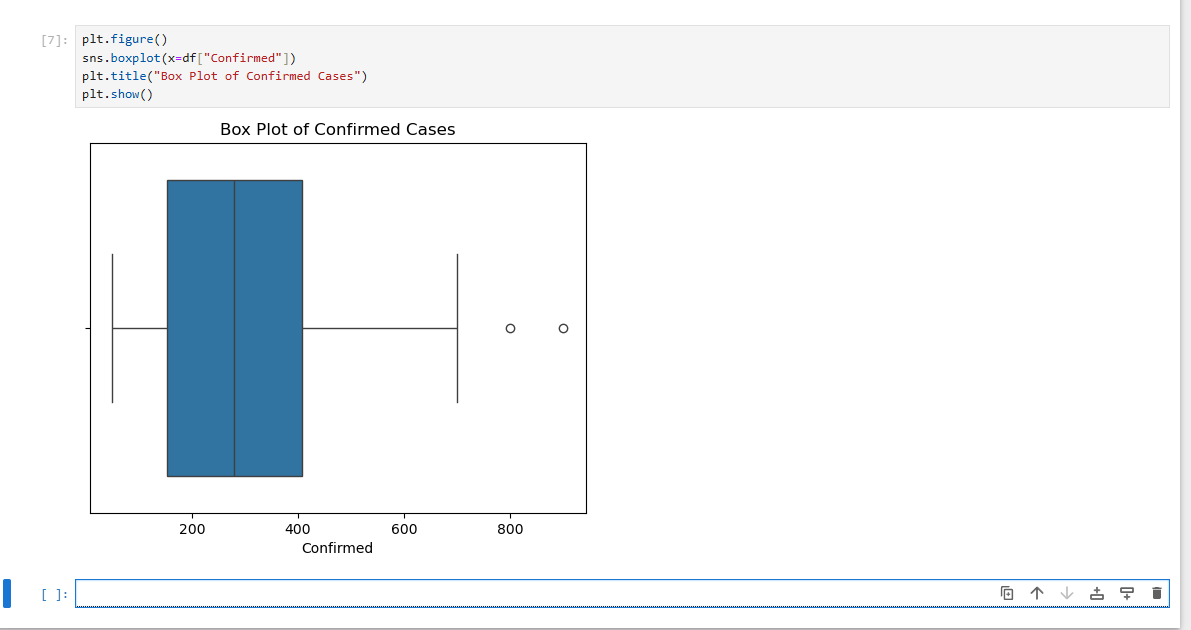 [7]: plt.figure()
sns.boxplot(x=df["Confirmed"])
plt.title("Box Plot of Confirmed Cases")
plt.show()
Box Plot of Confirmed Cases
200 400 600 800
Confirmed
[ ]: